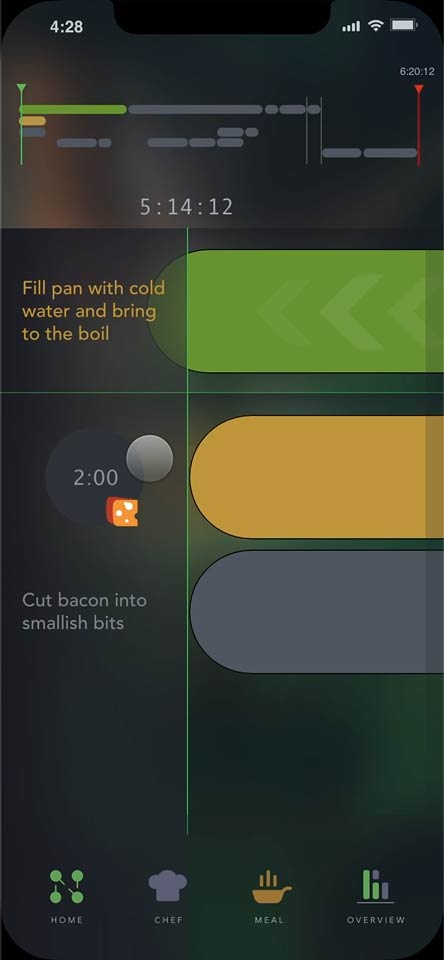 4:28
6:20:12
5:14:12
Fill pan with cold
water and bring
to the boil
2:00
Cut bacon into
smallish bits
HOME CHEF MEAL OVERVIEW